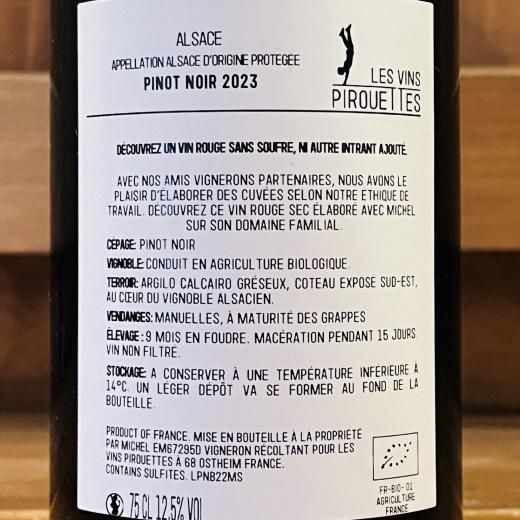 ALSACE
APPELLATION ALSACE D'ORIGINE PROTEGEE
PINOT NOIR 2023
LES VINS
PIROUETTES
DÉCOUVREZ UN VIN ROUGE SANS SOUFRE, NI AUTRE INTRANT AJOUTÉ.
AVEC NOS AMIS VIGNERONS PARTENAIRES, NOUS AVONS LE
PLAISIR D'ÉLABORER DES CUVÉES SELON NOTRE ETHIQUE DE
TRAVAIL. DÉCOUVREZ CE VIN ROUGE SEC ÉLABORÉ AVEC MICHEL
SUR SON DOMAINE FAMILIAL.
CÉPAGE: PINOT NOIR
VIGNOBLE: CONDUIT EN AGRICULTURE BIOLOGIQUE.
TERROIR: ARGILO CALCAIRO GRÉSEUX, COTEAU EXPOSÉ SUD-EST,
AU CŒUR DU VIGNOBLE ALSACIEN.
VENDANGES: MANUELLES, À MATURITÉ DES GRAPPES
ÉLEVAGE: 9 MOIS EN FOUDRE. MACÉRATION PENDANT 15 JOURS.
VIN NON FILTRÉ.
STOCKAGE: A CONSERVER À UNE TEMPÉRATURE INFÉRIEURE À
14°C. UN LÉGER DÉPÔT VA SE FORMER AU FOND DE LA
BOUTEILLE.
PRODUCT OF FRANCE. MISE EN BOUTEILLE À LA PROPRIÉTÉ
PAR MICHEL EM67295D VIGNERON RÉCOLTANT POUR LES
VINS PIROUETTES À 68 OSTHEIM FRANCE.
CONTAINS SULFITES. LPNB22MS
75 CL 12,5% VOL
FR-BIO-01
AGRICULTURE
FRANCE